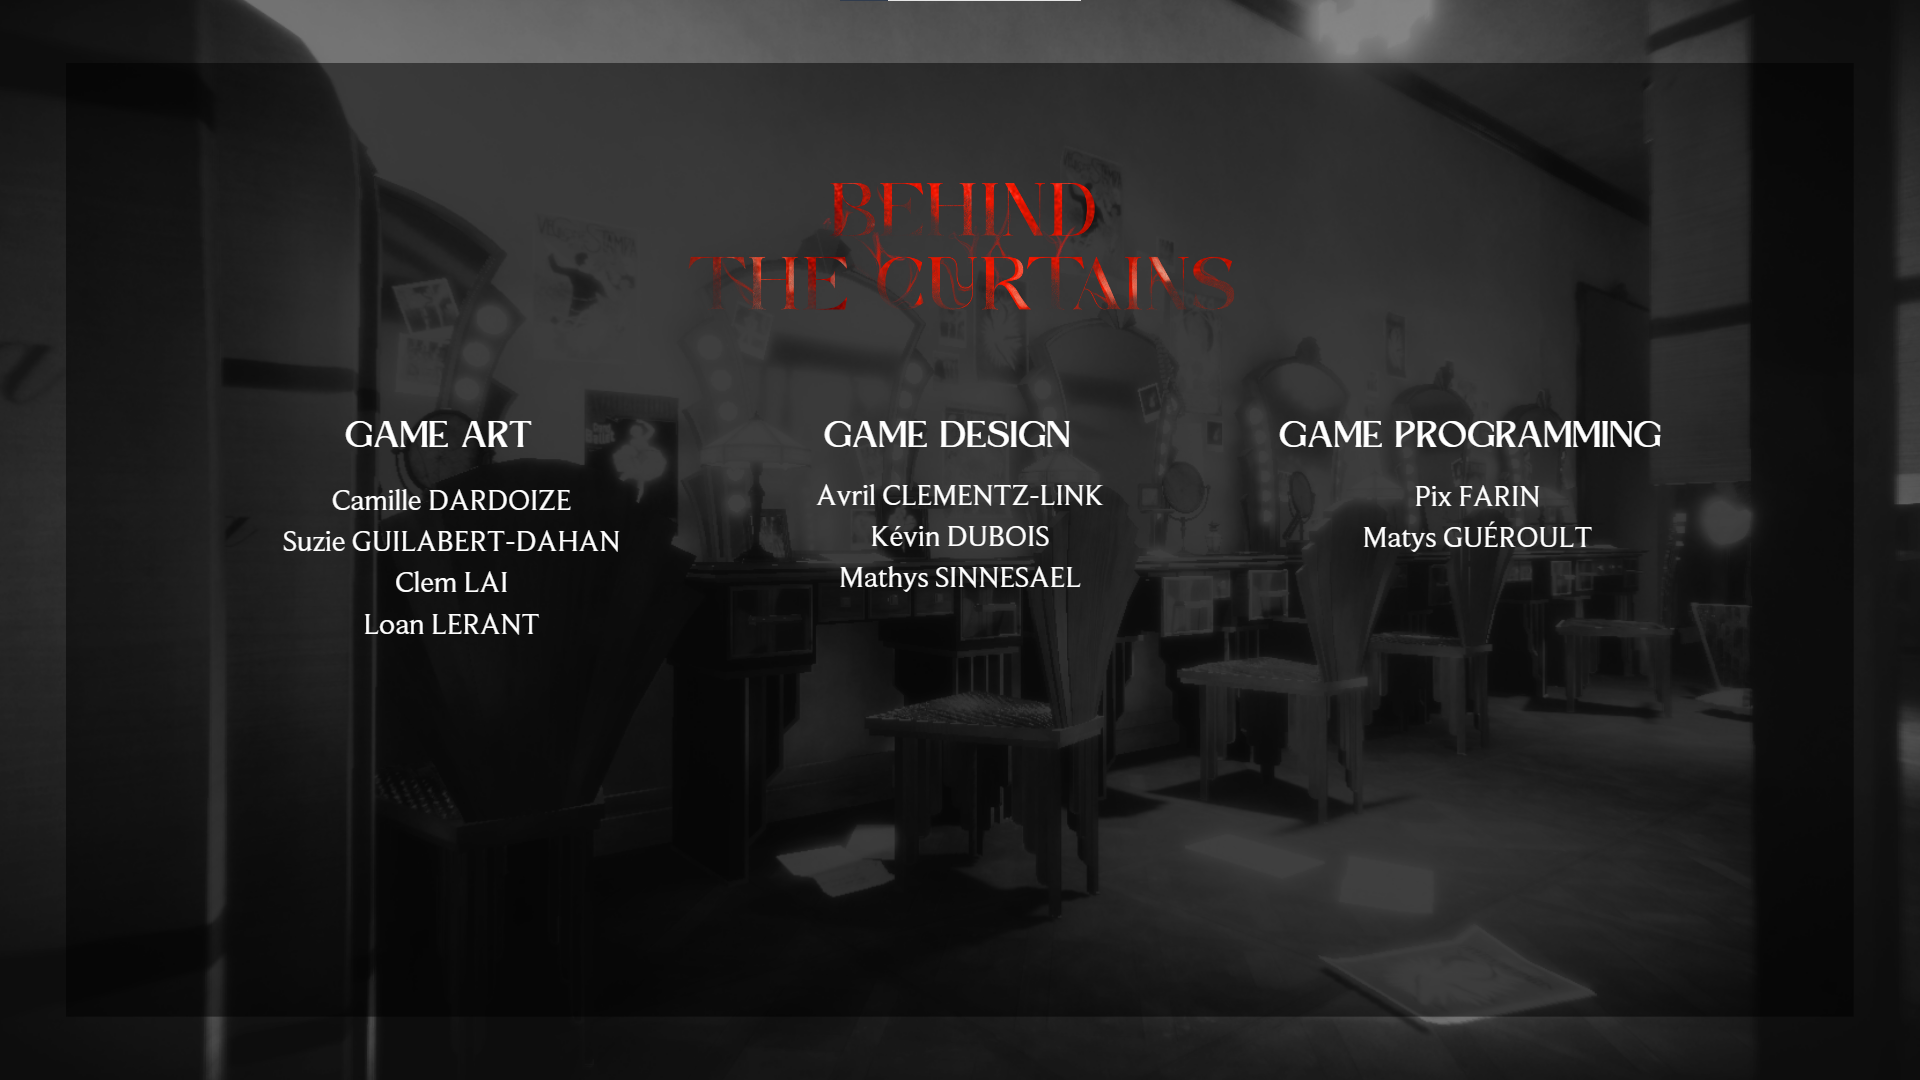 BEHIND
THE CURTAINS
GAME ART
Camille DARDOIZE
Suzie GUILABERT-DAHAN
Clem LAI
Loan LERANT
GAME DESIGN
Avril CLEMENTZ-LINK
Kévin DUBOIS
Mathys SINNESAEL
GAME PROGRAMMING
Pix FARIN
Matys GUÉROULT